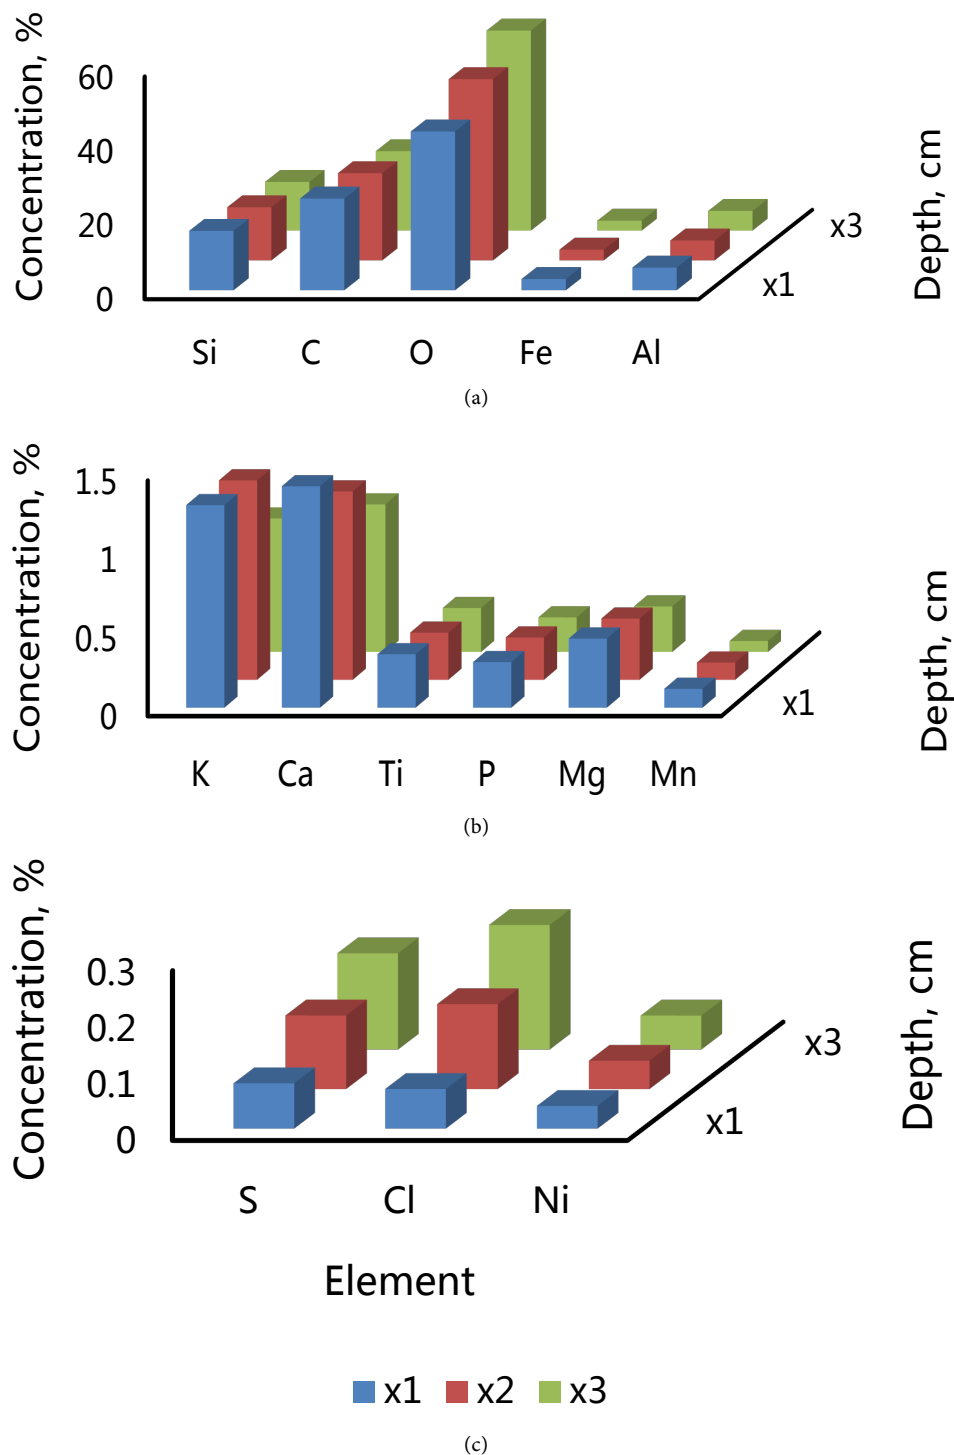 Concentration, %
60
40
20
0
Si C O Fe Al
x1
x3
Depth, cm
(a)
Concentration, %
1.5
1
0.5
0
K Ca Ti P Mg Mn
x1
Depth, cm
(b)
Concentration, %
0.3
0.2
0.1
0
S Cl Ni
x1
x3
Depth, cm
Element
x1 x2 x3
(c)